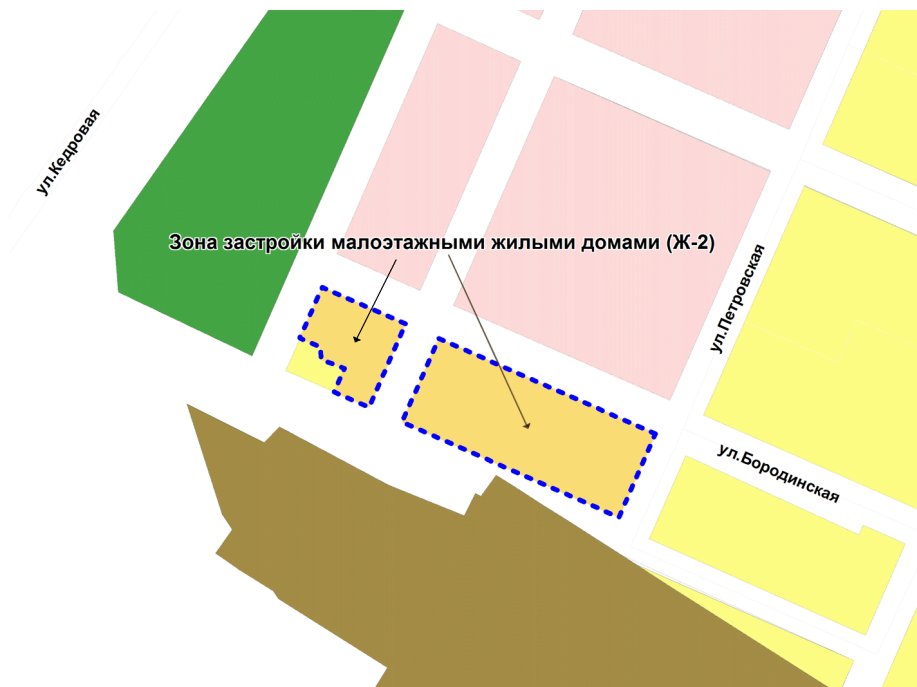 ул.Кедровая
Зона застройки малоэтажными жилыми домами (Ж-2)
ул.Петровская
ул.Бородинская